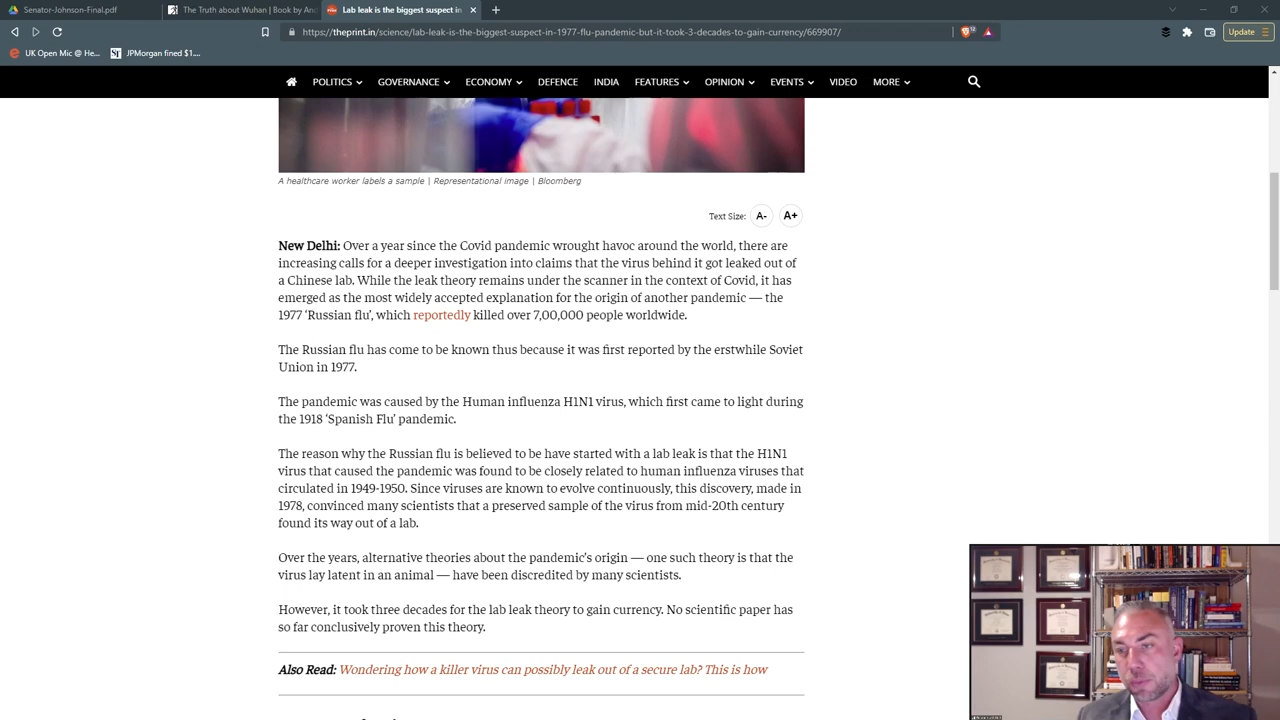 Senator-Johnson-Final.pdf
The Truth about Wuhan | Book by An
Lab leak is the biggest suspect in
https://theprint.in/science/lab-leak-is-the-biggest-suspect-in-1977-flu-pandemic-but-it-took-3-decades-to-gain-currency/669907/
Update
UK Open Mic @ He...
JPMorgan fined $1....
POLITICS GOVERNANCE ECONOMY DEFENCE INDIA FEATURES OPINION EVENTS VIDEO MORE
A healthcare worker labels a sample | Representational image | Bloomberg
Text Size: A- A+
New Delhi: Over a year since the Covid pandemic wrought havoc around the world, there are
increasing calls for a deeper investigation into claims that the virus behind it got leaked out of
a Chinese lab. While the leak theory remains under the scanner in the context of Covid, it has
emerged as the most widely accepted explanation for the origin of another pandemic — the
1977 ‘Russian flu’, which reportedly killed over 7,00,000 people worldwide.
The Russian flu has come to be known thus because it was first reported by the erstwhile Soviet
Union in 1977.
The pandemic was caused by the Human influenza H1N1 virus, which first came to light during
the 1918 ‘Spanish Flu’ pandemic.
The reason why the Russian flu is believed to be have started with a lab leak is that the H1N1
virus that caused the pandemic was found to be closely related to human influenza viruses that
circulated in 1949-1950. Since viruses are known to evolve continuously, this discovery, made in
1978, convinced many scientists that a preserved sample of the virus from mid-20th century
found its way out of a lab.
Over the years, alternative theories about the pandemic’s origin — one such theory is that the
virus lay latent in an animal — have been discredited by many scientists.
However, it took three decades for the lab leak theory to gain currency. No scientific paper has
so far conclusively proven this theory.
Also Read: Wondering how a killer virus can possibly leak out of a secure lab? This is how